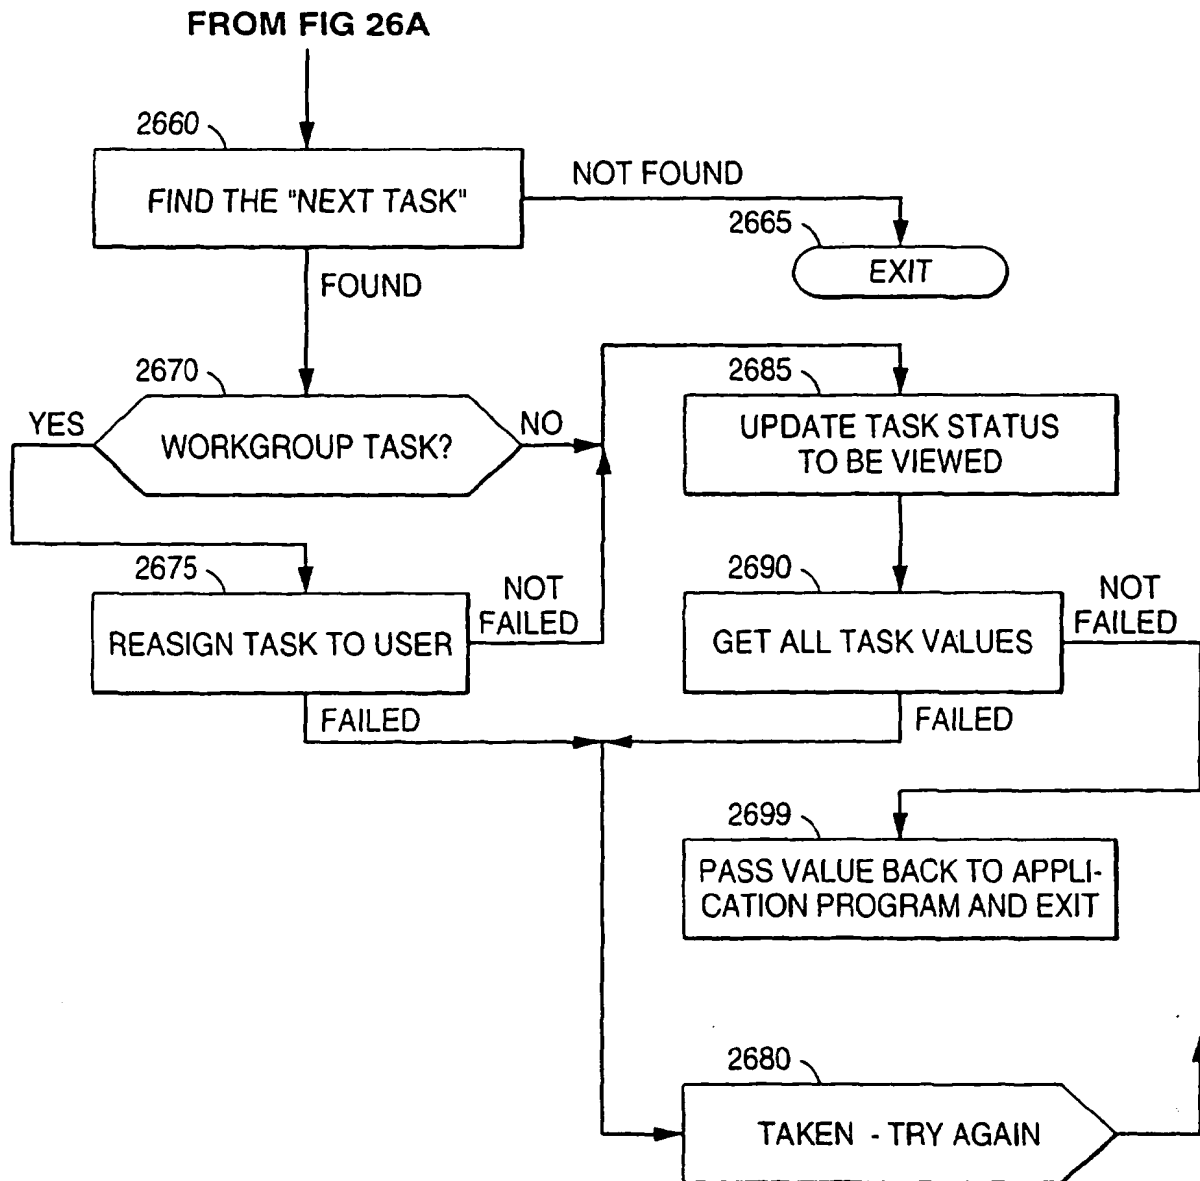 FROM FIG 26A
2660
FIND THE "NEXT TASK"
NOT FOUND
2665
EXIT
FOUND
2670
YES
WORKGROUP TASK?
NO
2685
UPDATE TASK STATUS
TO BE VIEWED
2675
REASIGN TASK TO USER
NOT
FAILED
2690
GET ALL TASK VALUES
NOT
FAILED
FAILED
FAILED
2699
PASS VALUE BACK TO APPLI-
CATION PROGRAM AND EXIT
2680
TAKEN - TRY AGAIN